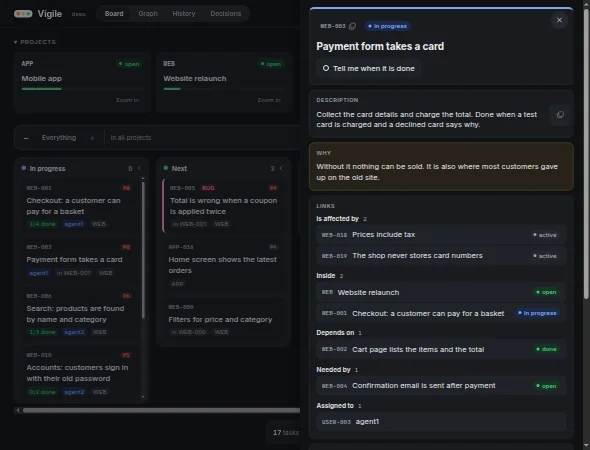 Vigile demo
Board Graph History Decisions
PROJECTS
APP open
Mobile app
Zoom in
WEB open
Website relaunch
Zoom in
Everything + in all projects
In progress 6
WEB-001 P0
Checkout: a customer can
pay for a basket
1/4 done agent1 WEB
WEB-003 P0
Payment form takes a card
agent1 in WEB-001 WEB
WEB-006
Search: products are found
by name and category
1/3 done agent2 WEB
WEB-010
Accounts: customers sign in
with their old password
0/2 done agent2 WEB
Next 3
WEB-005 BUG
Total is wrong when a coupon
is applied twice
in WEB-001 WEB
APP-016
Home screen shows the latest
orders
APP
WEB-009
Filters for price and category
in WEB-006 WEB
17 tasks
WEB-003 in progress
Payment form takes a card
Tell me when it is done
DESCRIPTION
Collect the card details and charge the total. Done when a test
card is charged and a declined card says why.
WHY
Without it nothing can be sold. It is also where most customers gave
up on the old site.
LINKS
Is affected by 2
WEB-018 Prices include tax active
WEB-019 The shop never stores card numbers active
Inside 2
WEB Website relaunch open
WEB-001 Checkout: a customer can pay for a basket in progress
Depends on 1
WEB-002 Cart page lists the items and the total done
Needed by 1
WEB-004 Confirmation email is sent after payment open
Assigned to 1
USER-003 agent1